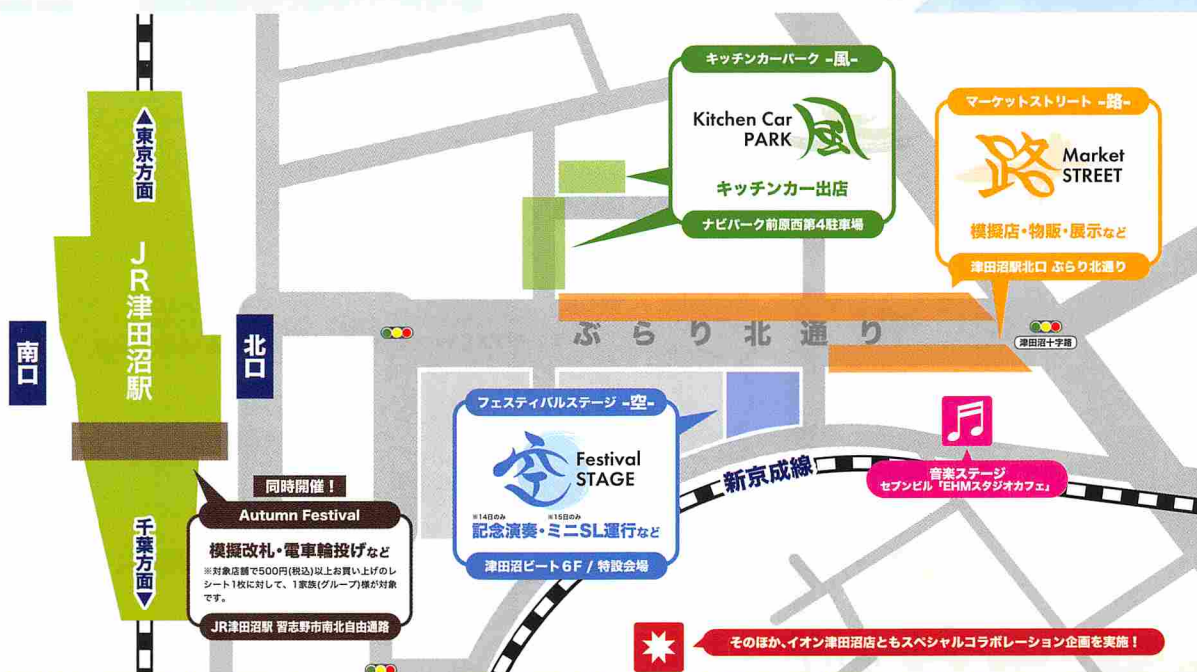 ▲東京方面
JR津田沼駅
南口
北口
千葉方面▼
同時開催！
Autumn Festival
模擬改札・電車輪投げなど
※対象店舗で500円(税込)以上お買い上げのレ
シート1枚に対して、1家族(グループ)様が対象
です。
JR津田沼駅 習志野市南北自由通路
キッチンカーパーク -風-
Kitchen Car
PARK
風
キッチンカー出店
ナビパーク前原西第4駐車場
マーケットストリート -路-
路
Market
STREET
模擬店・物販・展示など
津田沼駅北口 ぶらり北通り
ぶらり北通り
津田沼十字路
フェスティバルステージ -空-
空
Festival
STAGE
※14日のみ ※15日のみ
記念演奏・ミニSL運行など
津田沼ビート6F / 特設会場
新京成線
音楽ステージ
セブンビル「EHMスタジオカフェ」
そのほか、イオン津田沼店ともスペシャルコラボレーション企画を実施！